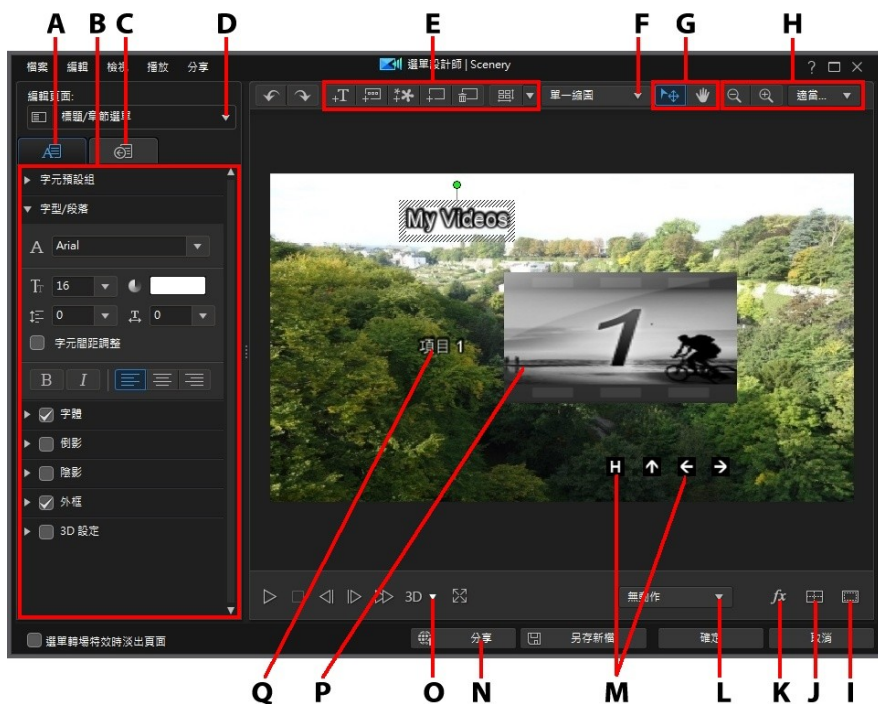 A B C D E F G H
檔案 編輯 檢視 播放 分享
選單設計師 | Scenery
編輯頁面:
標題/章節選單
單一縮圖
適當...
字元預設組
字型/段落
A Arial
16
0 0
字元間距調整
B I
字體
倒影
陰影
外框
3D 設定
My Videos
項目 1
1
H
3D
無動作
fx
選單轉場特效時淡出頁面
分享 另存新檔 確定 取消
Q P O N M L K J I